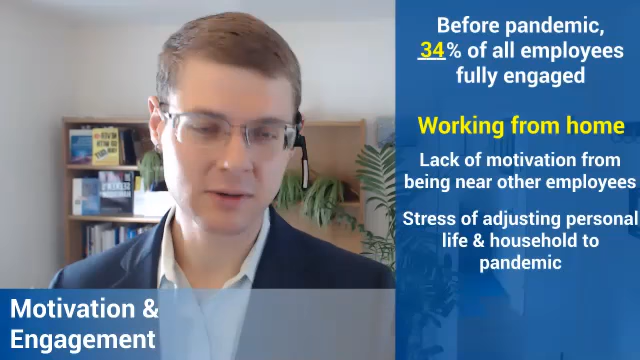 Before pandemic,
34% of all employees
fully engaged
Working from home
Lack of motivation from
being near other employees
Stress of adjusting personal
life & household to
pandemic
Motivation &
Engagement